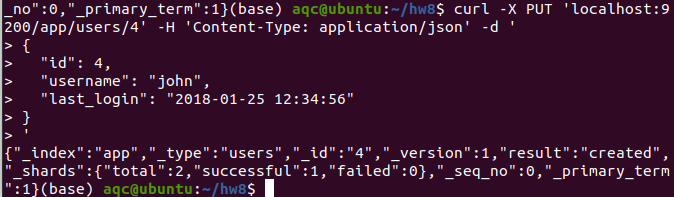 _no":0,"_primary_term":1}(base) aqc@ubuntu:~/hw8$ curl -X PUT 'localhost:9
200/app/users/4' -H 'Content-Type: application/json' -d '
> {
>   "id": 4,
>   "username": "john",
>   "last_login": "2018-01-25 12:34:56"
> }
> '
{"_index":"app","_type":"users","_id":"4","_version":1,"result":"created",
"_shards":{"total":2,"successful":1,"failed":0},"_seq_no":0,"_primary_term
":1}(base) aqc@ubuntu:~/hw8$